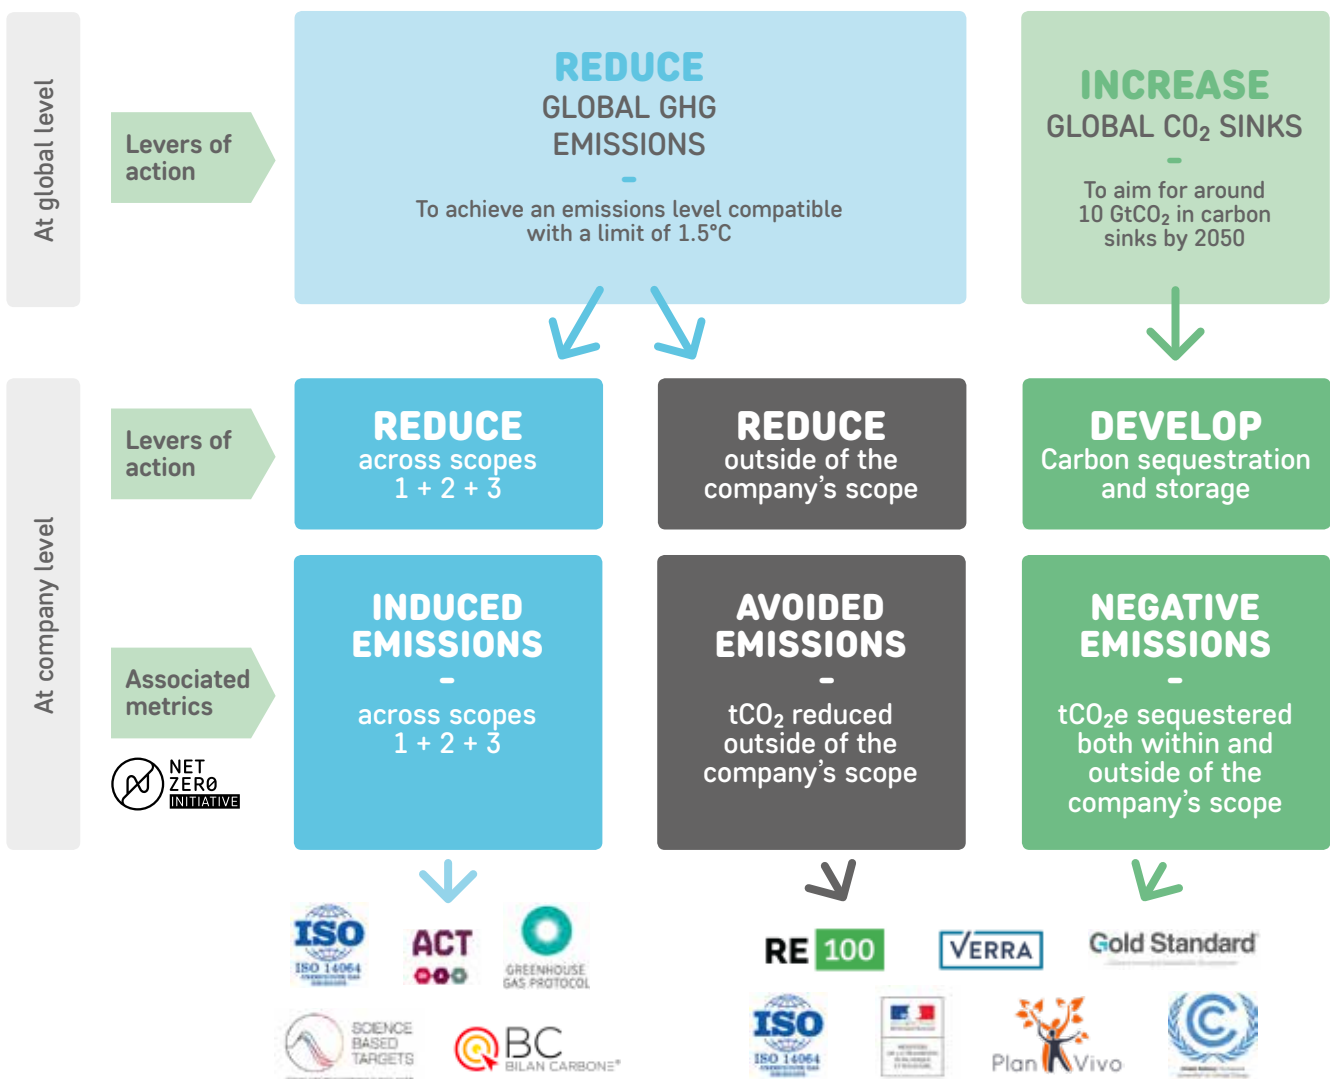 At global level
Levers of
action
REDUCE
GLOBAL GHG
EMISSIONS
-
To achieve an emissions level compatible
with a limit of 1.5°C
INCREASE
GLOBAL CO₂ SINKS
-
To aim for around
10 GtCO₂ in carbon
sinks by 2050
At company level
Levers of
action
REDUCE
across scopes
1 + 2 + 3
REDUCE
outside of the
company's scope
DEVELOP
Carbon sequestration
and storage
Associated
metrics
NET
ZERO
INITIATIVE
INDUCED
EMISSIONS
-
across scopes
1 + 2 + 3
AVOIDED
EMISSIONS
-
tCO₂ reduced
outside of the
company's scope
NEGATIVE
EMISSIONS
-
tCO₂e sequestered
both within and
outside of the
company's scope
ISO
ISO 14064
ACT
GREENHOUSE
GAS PROTOCOL
SCIENCE
BASED
TARGETS
BC
BILAN CARBONE®
RE 100
VERRA
Gold Standard
ISO
ISO 14064
Plan Vivo